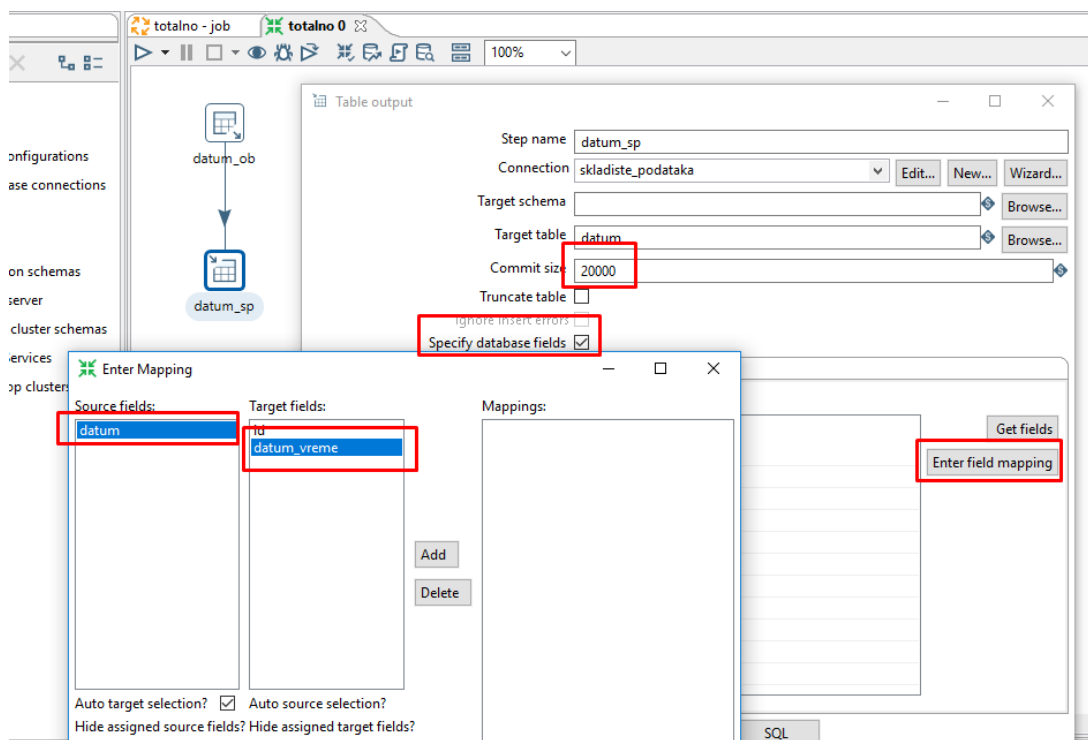 totalno - job
totalno 0
100%
onfigurations
ase connections
on schemas
server
cluster schemas
ervices
op clusters
datum_ob
datum_sp
Table output
Step name datum_sp
Connection skladiste_podataka Edit... New... Wizard...
Target schema Browse...
Target table datum Browse...
Commit size 20000
Truncate table
Ignore insert errors
Specify database fields
Get fields
Enter field mapping
SQL
Enter Mapping
Source fields: Target fields: Mappings:
datum id
datum_vreme
Add
Delete
Auto target selection? Auto source selection?
Hide assigned source fields? Hide assigned target fields?